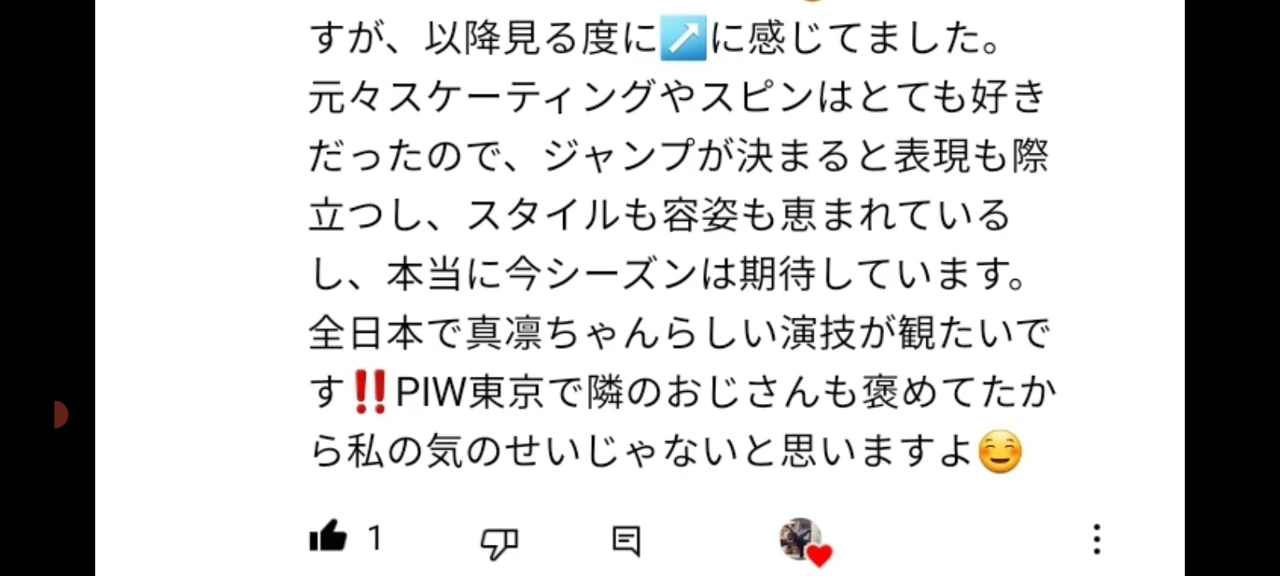 すが、以降見る度に↗️に感じてました。
元々スケーティングやスピンはとても好き
だったので、ジャンプが決まると表現も際
立つし、スタイルも容姿も恵まれている
し、本当に今シーズンは期待しています。
全日本で真凛ちゃんらしい演技が観たいで
す‼️PIW東京で隣のおじさんも褒めてたか
ら私の気のせいじゃないと思いますよ☺️
1